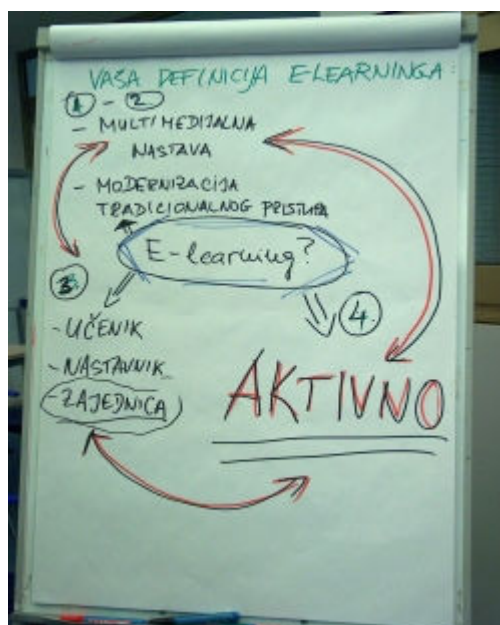 VAŠA DEFINICIJA E-LEARNINGA:
1. - 2.
- MULTIMEDIJALNA
NASTAVA
- MODERNIZACIJA
TRADICIONALNOG PRISTUPA
E-learning?
3.
- UČENIK
- NASTAVNIK
- ZAJEDNICA
4.
AKTIVNO